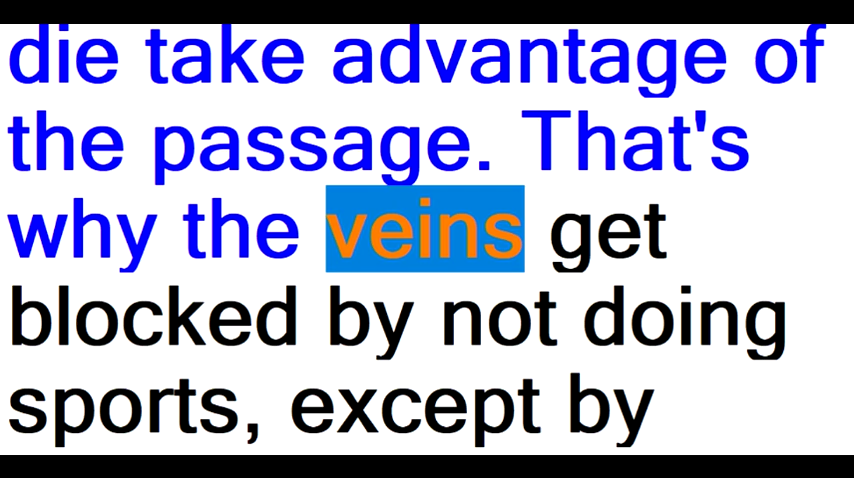 die take advantage of
the passage. That's
why the veins get
blocked by not doing
sports, except by